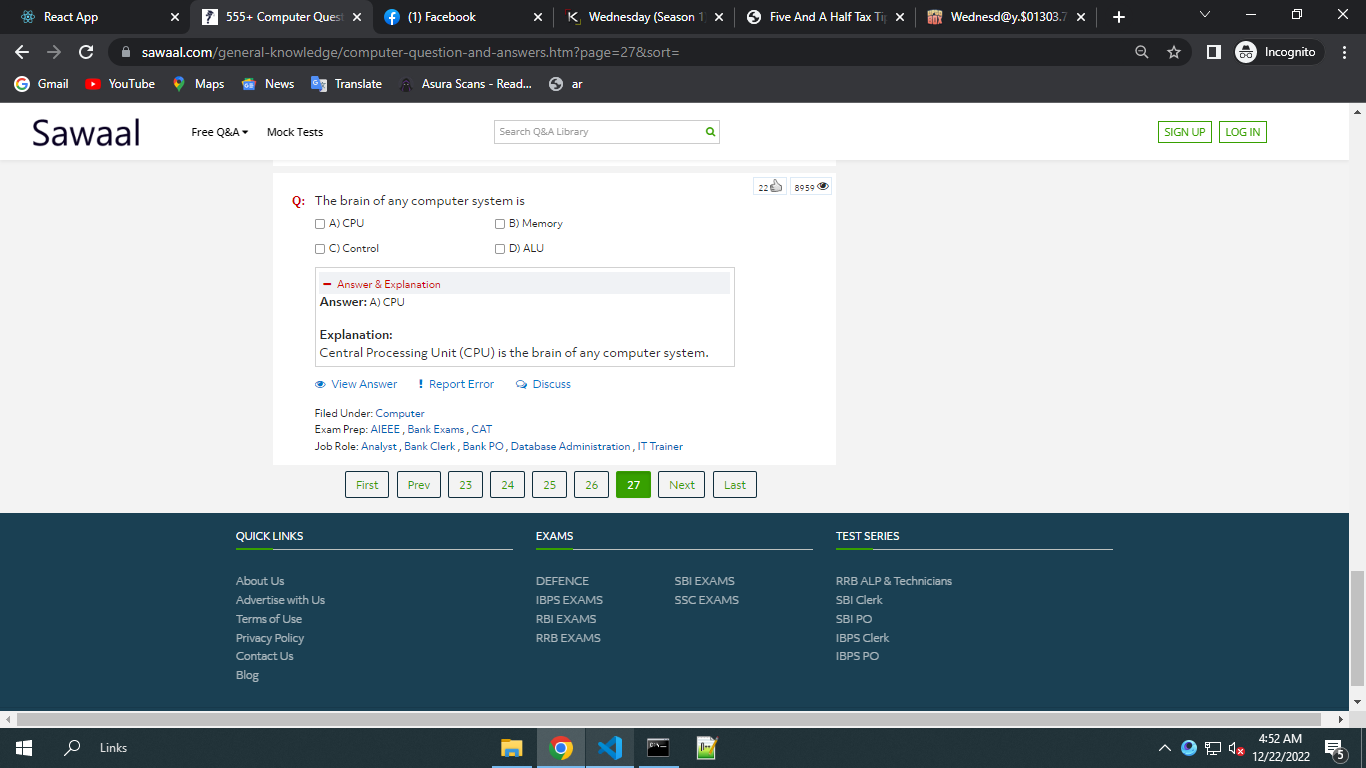 React App
555+ Computer Quest
(1) Facebook
Wednesday (Season 1
Five And A Half Tax Tip
Wednesd@y.$01303.7
sawaal.com/general-knowledge/computer-question-and-answers.htm?page=27&sort=
Incognito
Gmail
YouTube
Maps
News
Translate
Asura Scans - Read...
ar
Sawaal
Free Q&A
Mock Tests
Search Q&A Library
SIGN UP
LOG IN
22
8959
Q: The brain of any computer system is
A) CPU
B) Memory
C) Control
D) ALU
Answer & Explanation
Answer: A) CPU
Explanation:
Central Processing Unit (CPU) is the brain of any computer system.
View Answer
Report Error
Discuss
Filed Under: Computer
Exam Prep: AIEEE , Bank Exams , CAT
Job Role: Analyst , Bank Clerk , Bank PO , Database Administration , IT Trainer
First
Prev
23
24
25
26
27
Next
Last
QUICK LINKS
About Us
Advertise with Us
Terms of Use
Privacy Policy
Contact Us
Blog
EXAMS
DEFENCE
IBPS EXAMS
RBI EXAMS
RRB EXAMS
SBI EXAMS
SSC EXAMS
TEST SERIES
RRB ALP & Technicians
SBI Clerk
SBI PO
IBPS Clerk
IBPS PO
Links
4:52 AM
12/22/2022
5